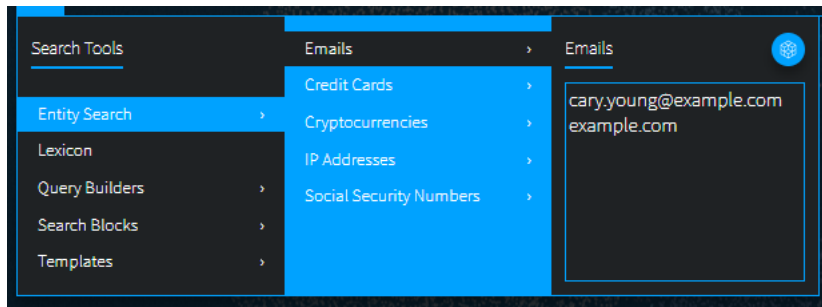 Search Tools
Entity Search
Lexicon
Query Builders
Search Blocks
Templates
Emails
Credit Cards
Cryptocurrencies
IP Addresses
Social Security Numbers
Emails
cary.young@example.com
example.com